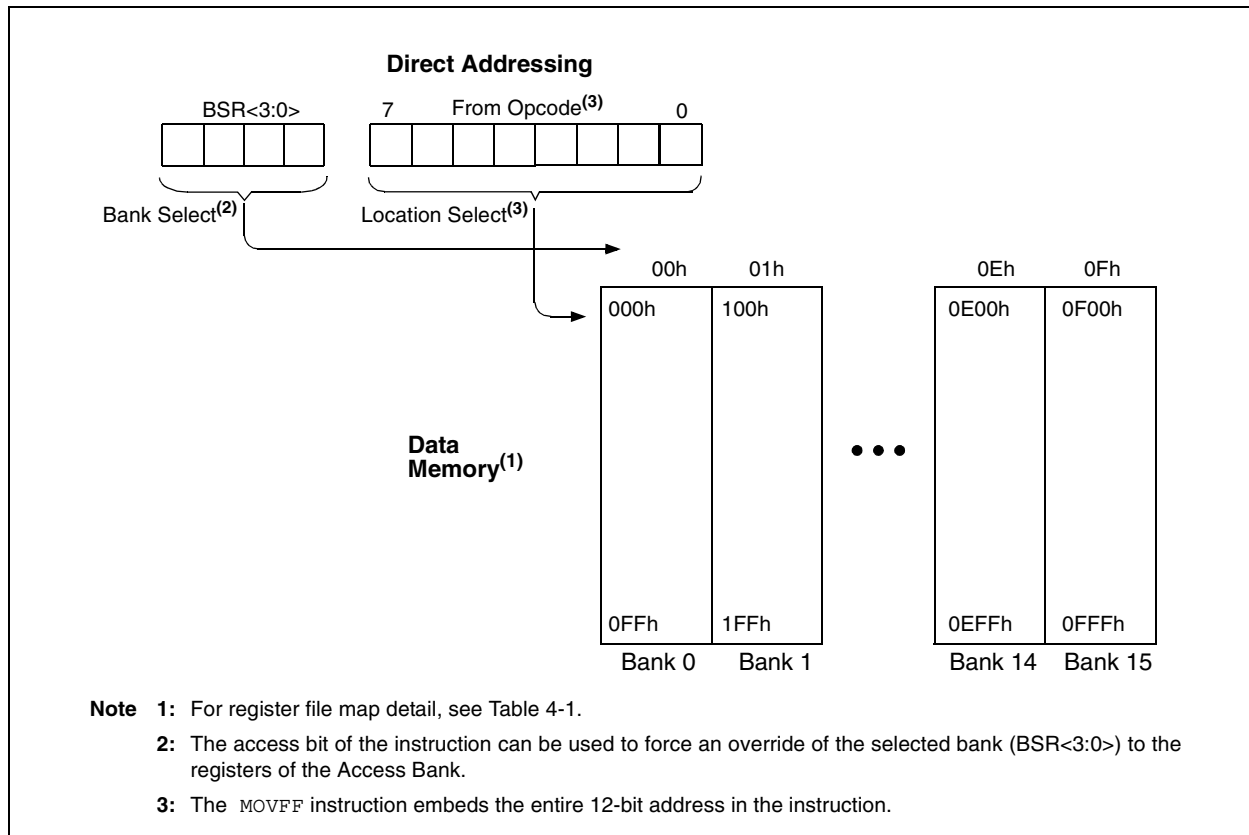 Direct Addressing
BSR<3:0> 7 From Opcode(3) 0
Bank Select(2) Location Select(3)
00h 01h 0Eh 0Fh
000h 100h 0E00h 0F00h
Data
Memory(1)
0FFh 1FFh 0EFFh 0FFFh
Bank 0 Bank 1 Bank 14 Bank 15
Note 1: For register file map detail, see Table 4-1.
2: The access bit of the instruction can be used to force an override of the selected bank (BSR<3:0>) to the
registers of the Access Bank.
3: The MOVFF instruction embeds the entire 12-bit address in the instruction.